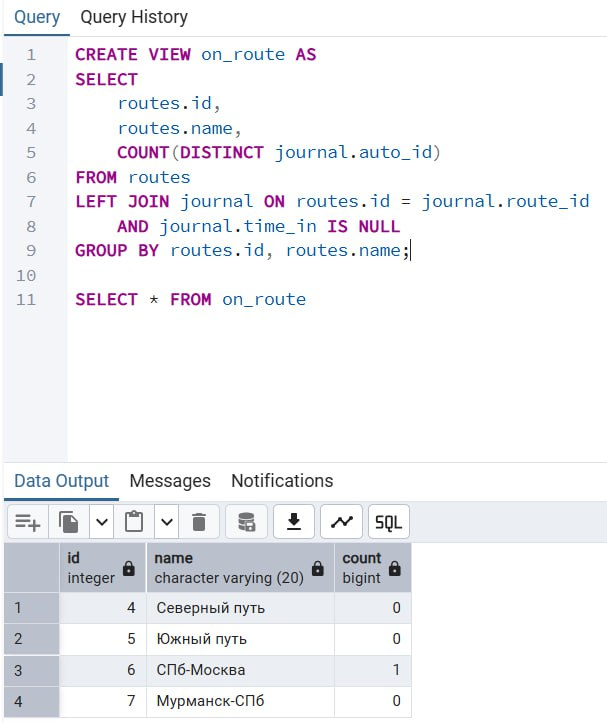 Query Query History
1 CREATE VIEW on_route AS
2 SELECT
3 routes.id,
4 routes.name,
5 COUNT(DISTINCT journal.auto_id)
6 FROM routes
7 LEFT JOIN journal ON routes.id = journal.route_id
8 AND journal.time_in IS NULL
9 GROUP BY routes.id, routes.name;
10
11 SELECT * FROM on_route
Data Output Messages Notifications
SQL
id name count
integer character varying (20) bigint
1 4 Северный путь 0
2 5 Южный путь 0
3 6 СПб-Москва 1
4 7 Мурманск-СПб 0